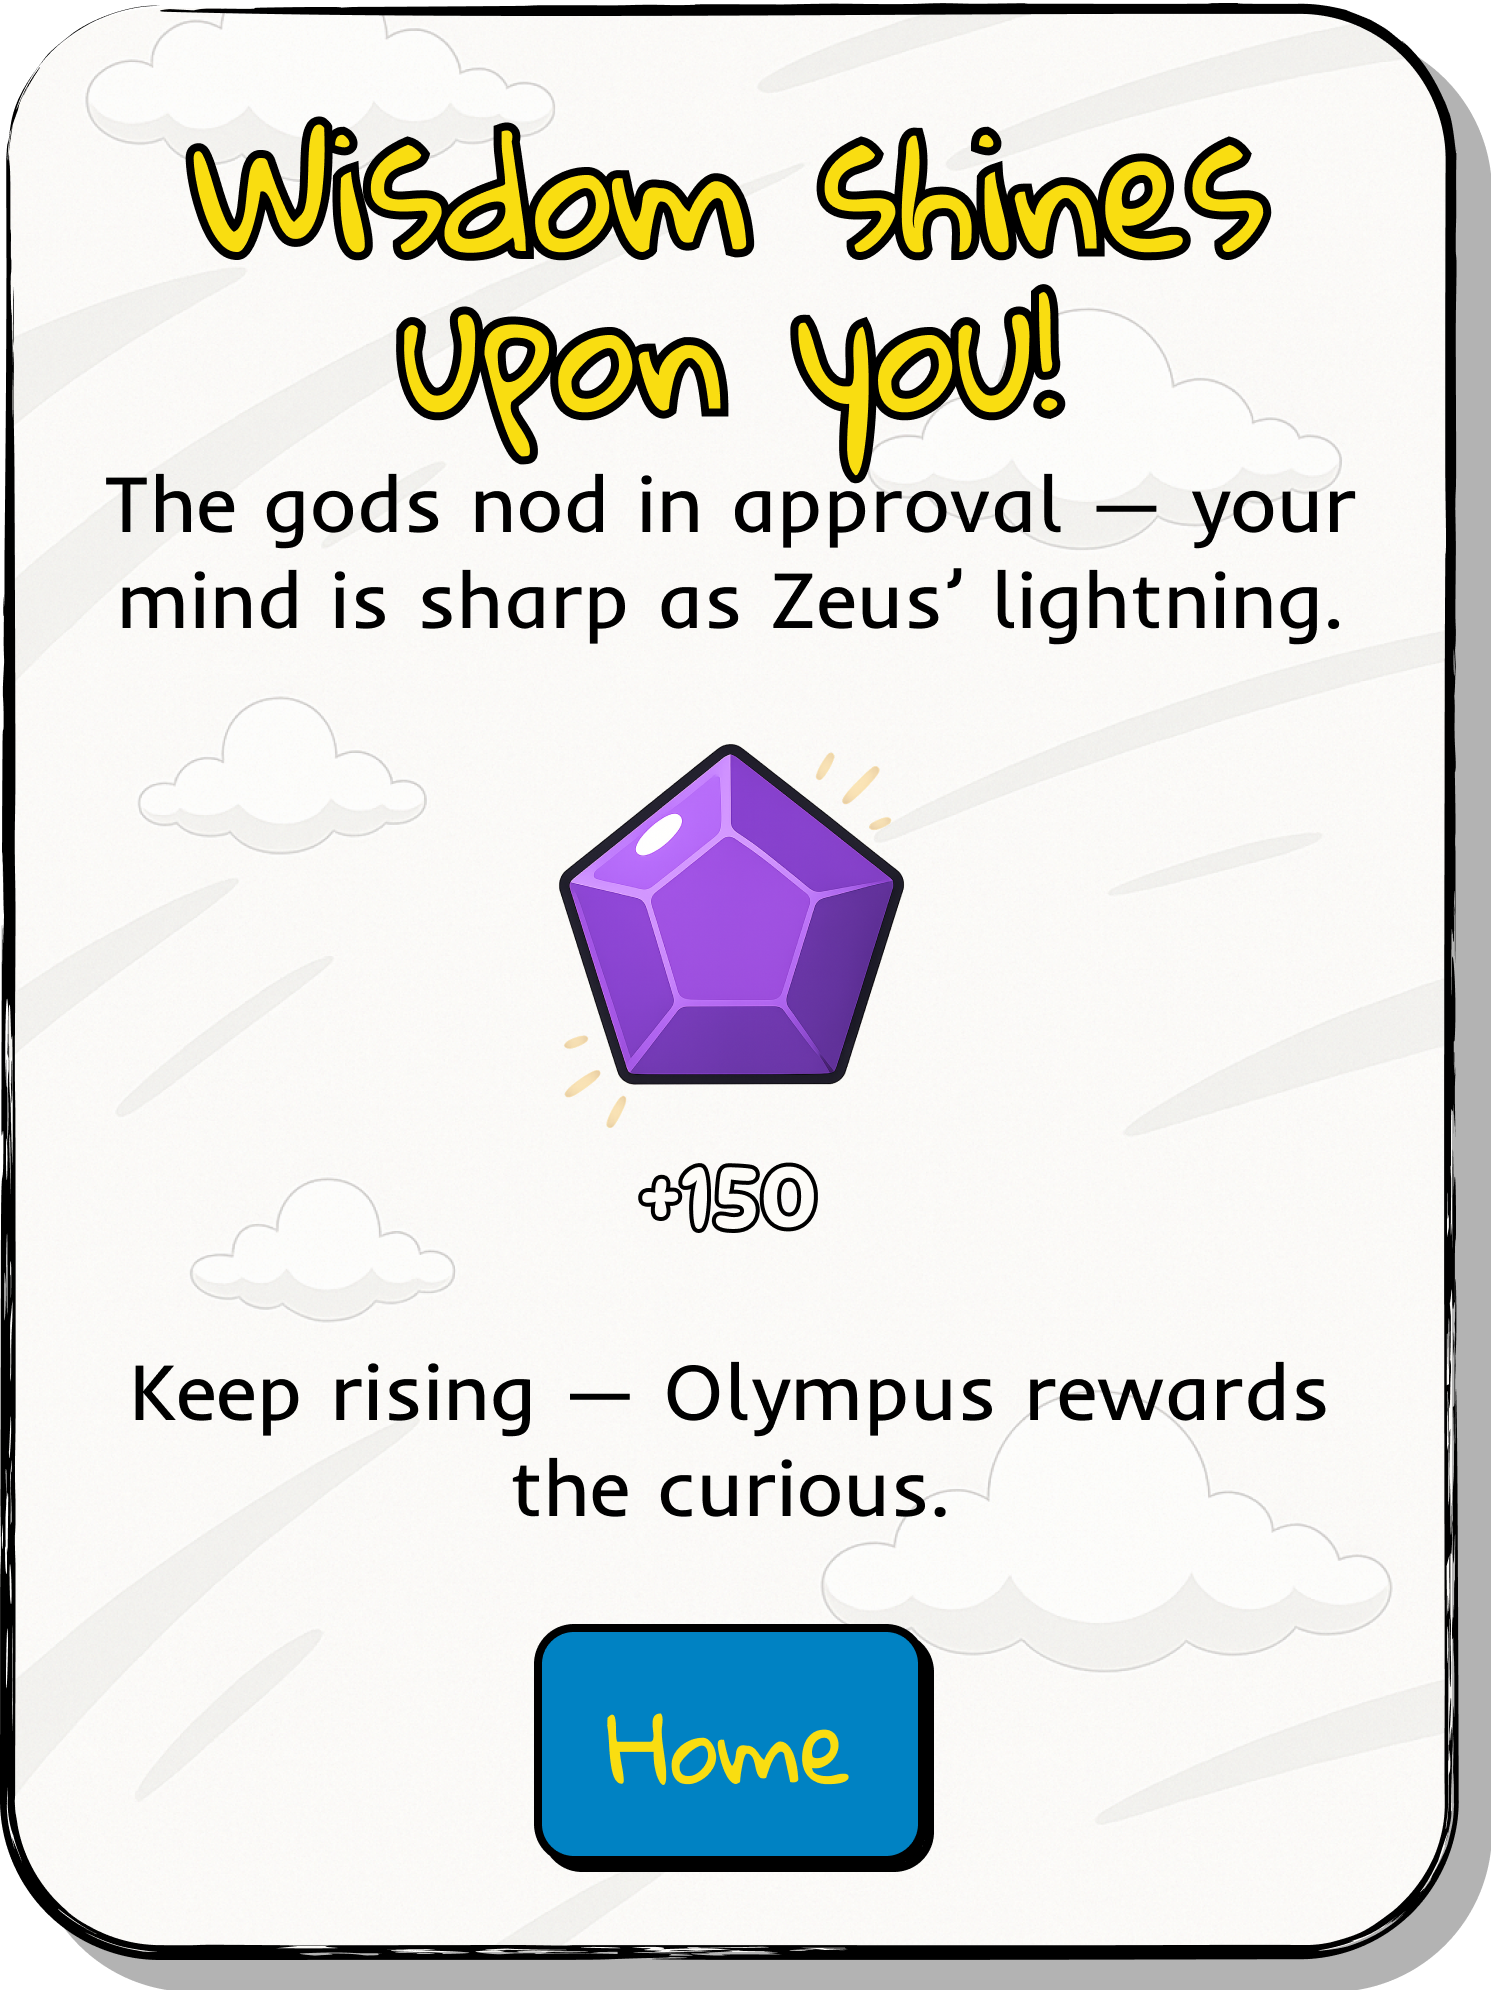 Wisdom Shines
upon you!
The gods nod in approval — your
mind is sharp as Zeus’ lightning.
+150
Keep rising — Olympus rewards
the curious.
Home